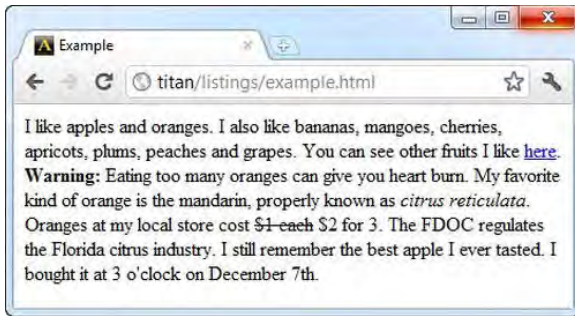 Example
titan/listings/example.html
I like apples and oranges. I also like bananas, mangoes, cherries,
apricots, plums, peaches and grapes. You can see other fruits I like here.
Warning: Eating too many oranges can give you heart burn. My favorite
kind of orange is the mandarin, properly known as citrus reticulata.
Oranges at my local store cost $1 each $2 for 3. The FDOC regulates
the Florida citrus industry. I still remember the best apple I ever tasted. I
bought it at 3 o'clock on December 7th.